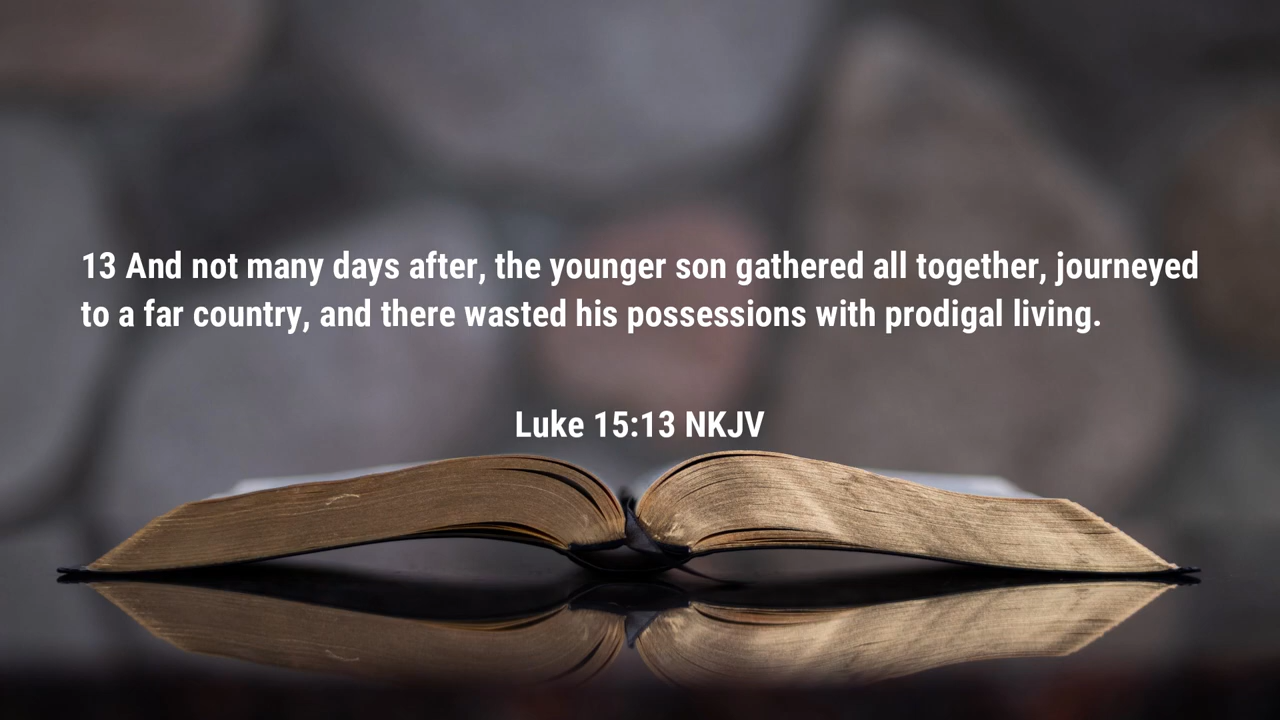 13 And not many days after, the younger son gathered all together, journeyed
to a far country, and there wasted his possessions with prodigal living.
Luke 15:13 NKJV